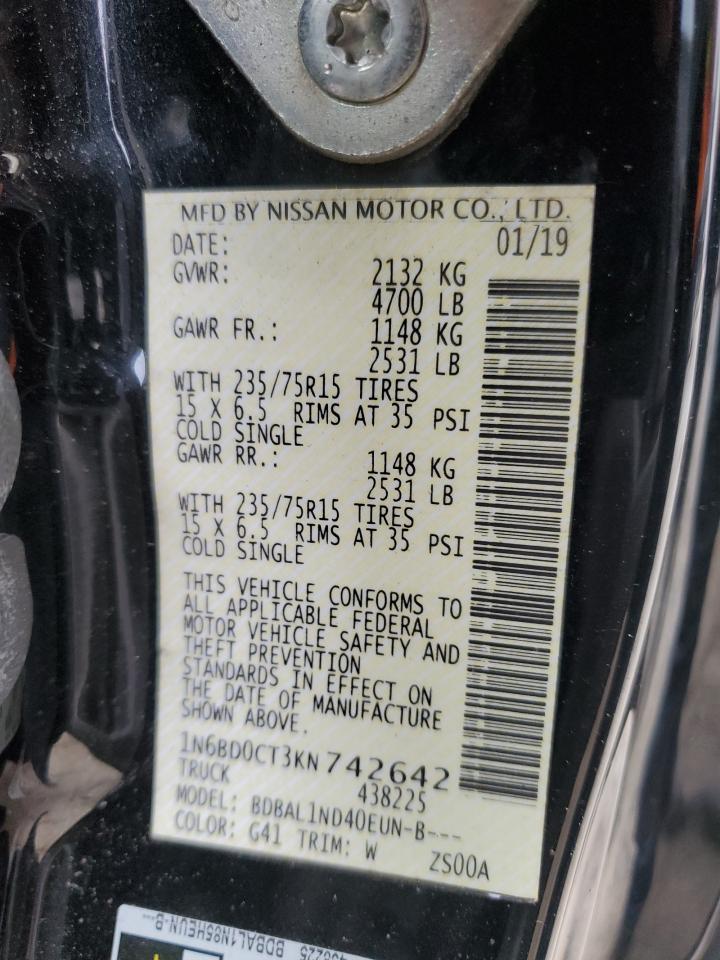 MFD BY NISSAN MOTOR CO., LTD.
DATE: 01/19
GVWR: 2132 KG
4700 LB
GAWR FR.: 1148 KG
2531 LB
WITH 235/75R15 TIRES
15 X 6.5 RIMS AT 35 PSI
COLD SINGLE
GAWR RR.: 1148 KG
2531 LB
WITH 235/75R15 TIRES
15 X 6.5 RIMS AT 35 PSI
COLD SINGLE
THIS VEHICLE CONFORMS TO
ALL APPLICABLE FEDERAL
MOTOR VEHICLE SAFETY AND
THEFT PREVENTION
STANDARDS IN EFFECT ON
THE DATE OF MANUFACTURE
SHOWN ABOVE.
1N6BD0CT3KN742642
TRUCK 438225
MODEL: BDBAL1ND40EUN-B---
COLOR: G41 TRIM: W ZS00A